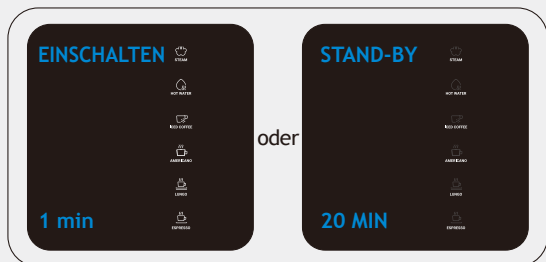 EINSCHALTEN
STEAM
HOT WATER
ICED COFFEE
AMERICANO
LUNGO
ESPRESSO
1 min
oder
STAND-BY
STEAM
HOT WATER
ICED COFFEE
AMERICANO
LUNGO
ESPRESSO
20 MIN